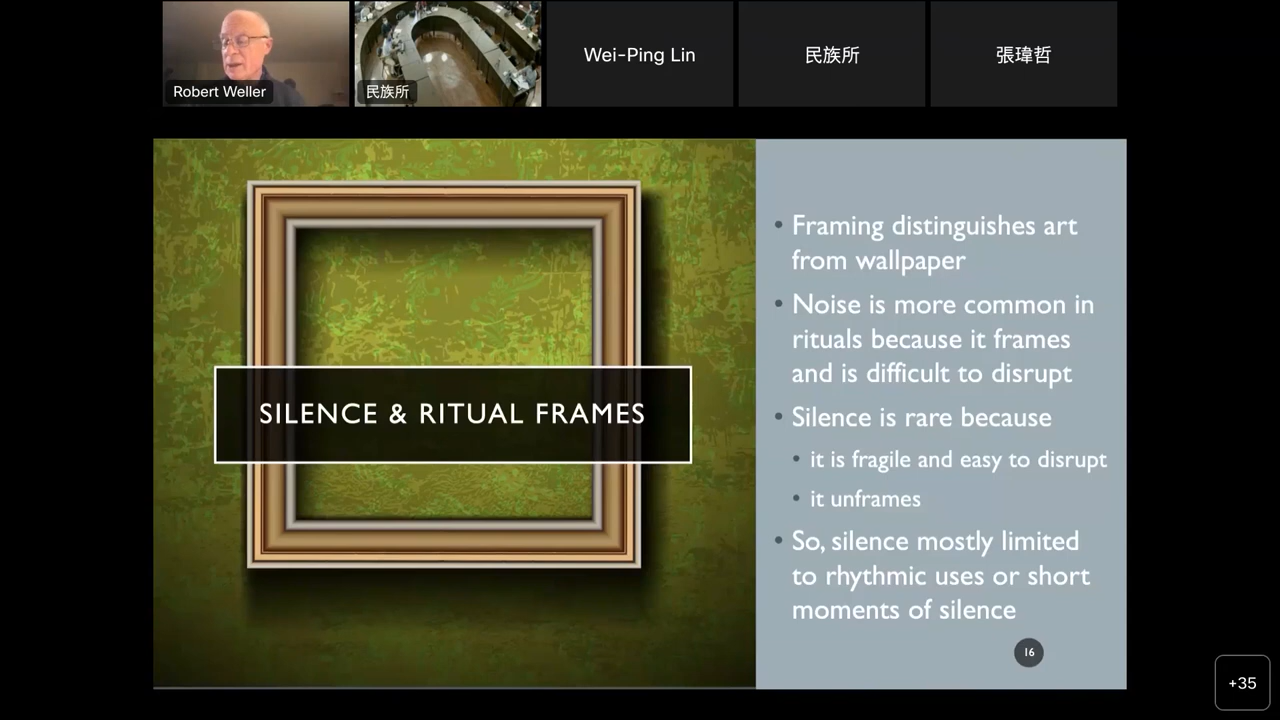 Robert Weller
民族所
Wei-Ping Lin
民族所
張瑋哲
SILENCE & RITUAL FRAMES
• Framing distinguishes art
from wallpaper
• Noise is more common in
rituals because it frames
and is difficult to disrupt
• Silence is rare because
• it is fragile and easy to disrupt
• it unframes
• So, silence mostly limited
to rhythmic uses or short
moments of silence
16
+35